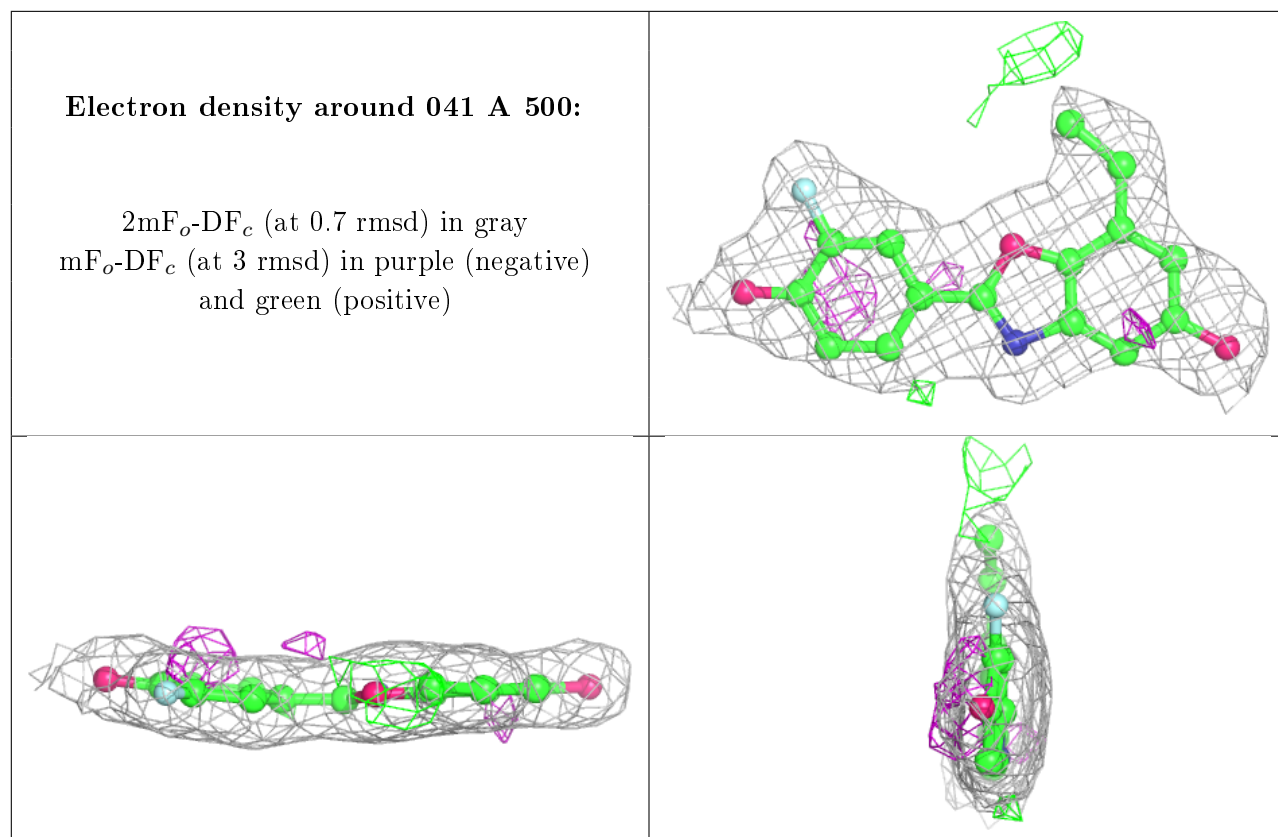 Electron density around 041 A 500:
2mFo-DFc (at 0.7 rmsd) in gray
mFo-DFc (at 3 rmsd) in purple (negative)
and green (positive)